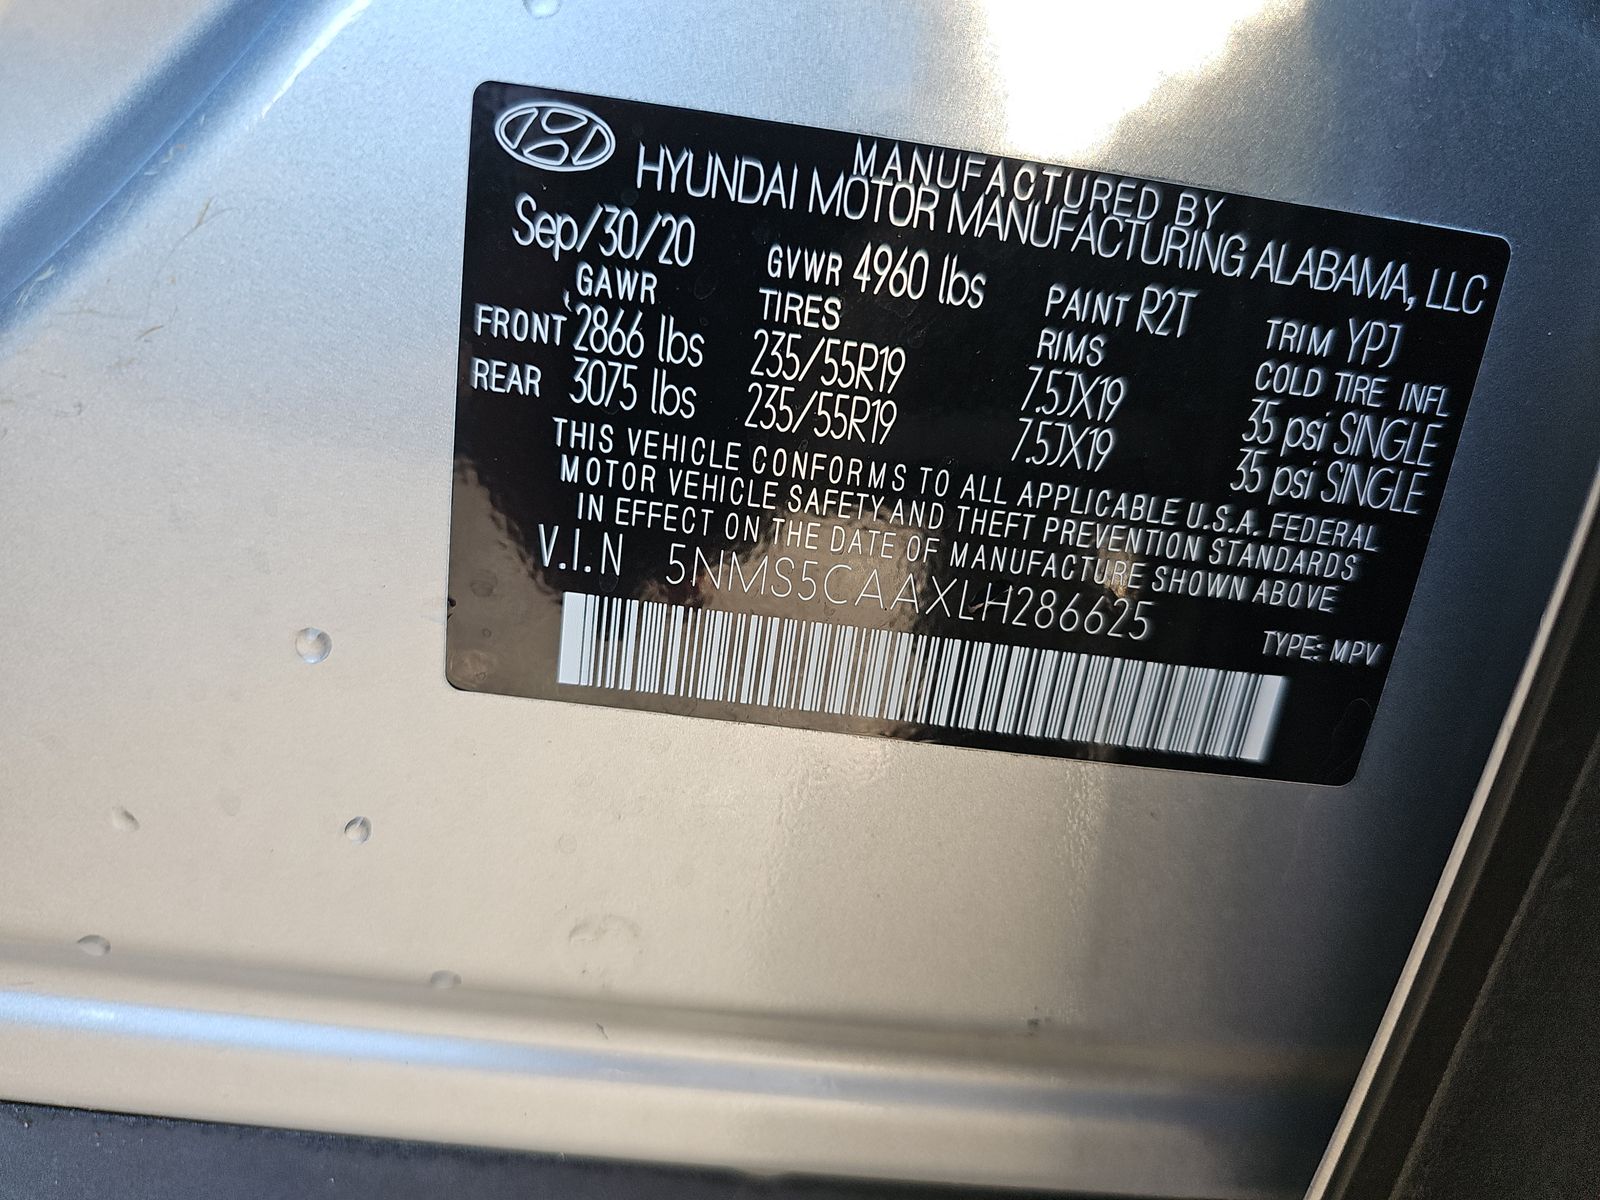 MANUFACTURED BY
HYUNDAI MOTOR MANUFACTURING ALABAMA, LLC
Sep/30/20 GVWR 4960 lbs PAINT R2T TRIM YPJ
GAWR TIRES RIMS COLD TIRE INFL
FRONT 2866 lbs 235/55R19 7.5JX19 35 psi SINGLE
REAR 3075 lbs 235/55R19 7.5JX19 35 psi SINGLE
THIS VEHICLE CONFORMS TO ALL APPLICABLE U.S.A. FEDERAL
MOTOR VEHICLE SAFETY AND THEFT PREVENTION STANDARDS
IN EFFECT ON THE DATE OF MANUFACTURE SHOWN ABOVE
V.I.N 5NMS5CAAXLH286625
TYPE: MPV